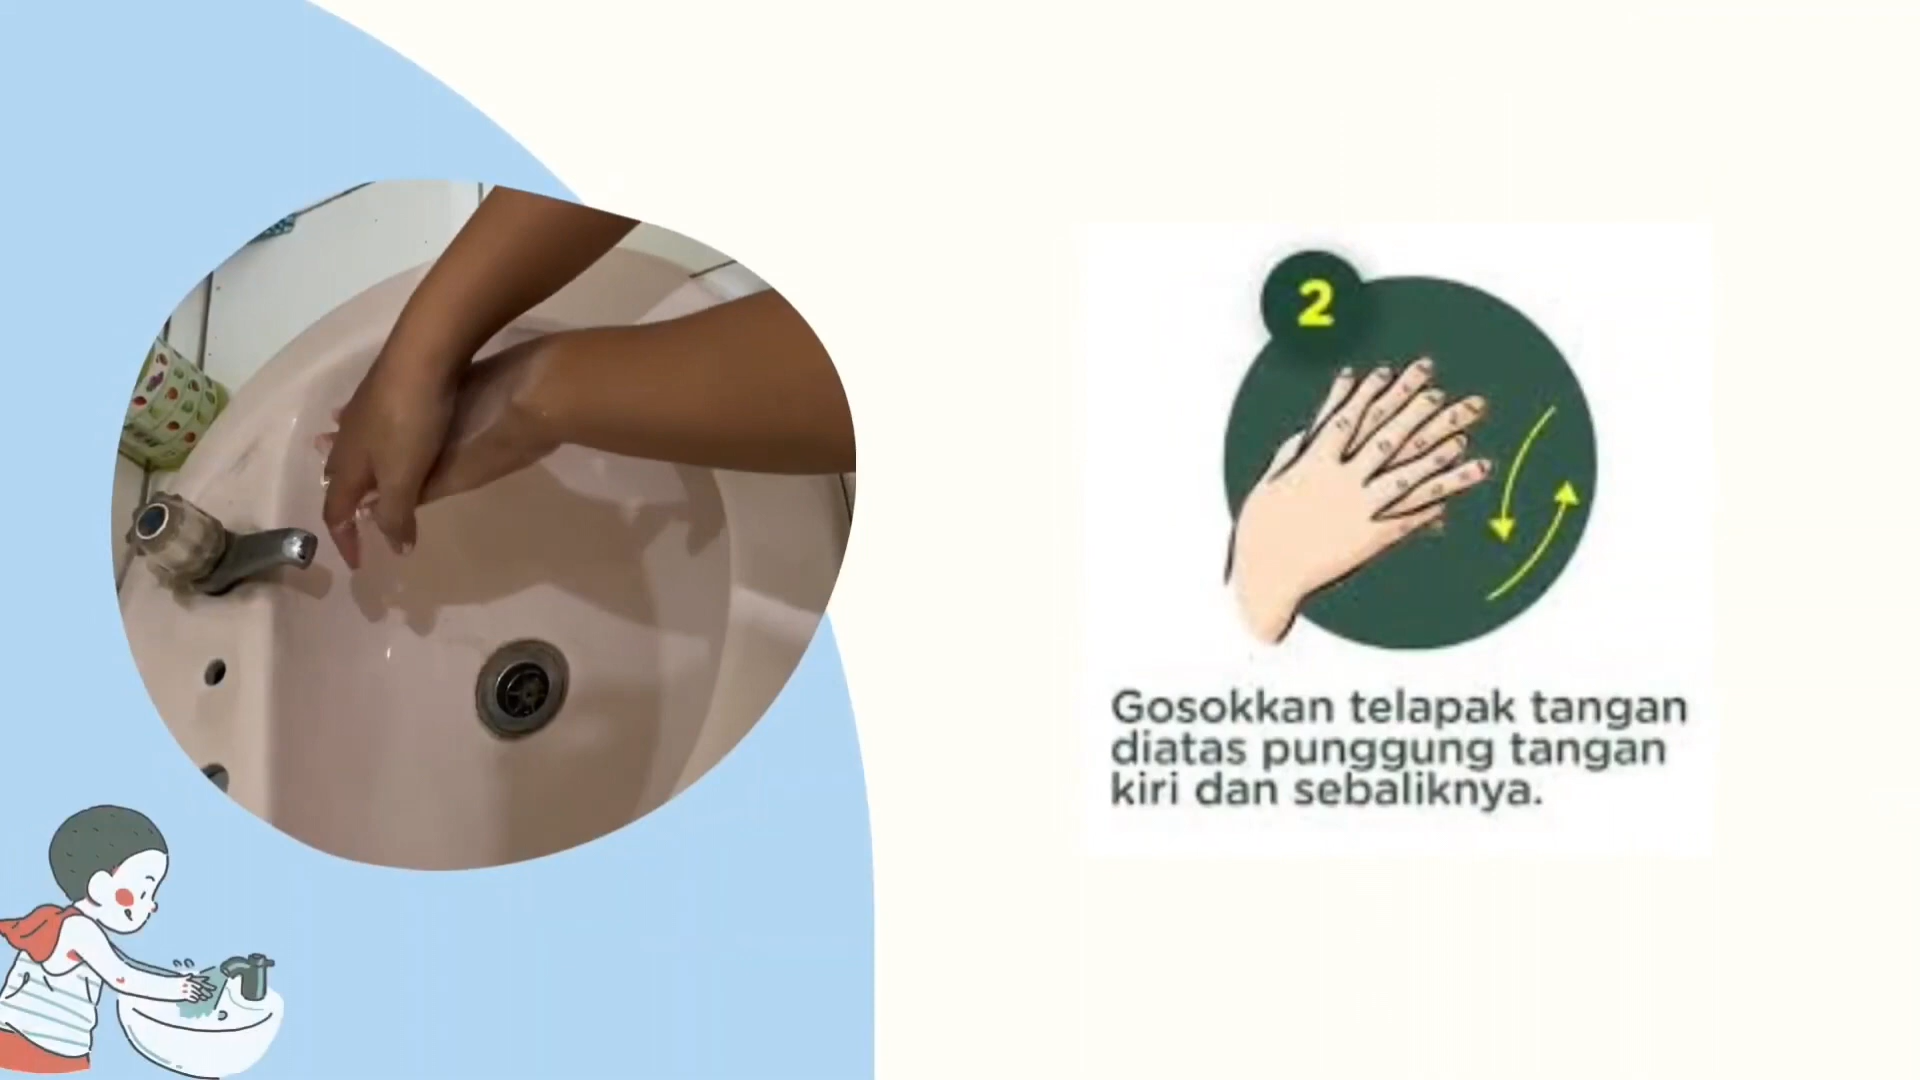 2
Gosokkan telapak tangan
diatas punggung tangan
kiri dan sebaliknya.